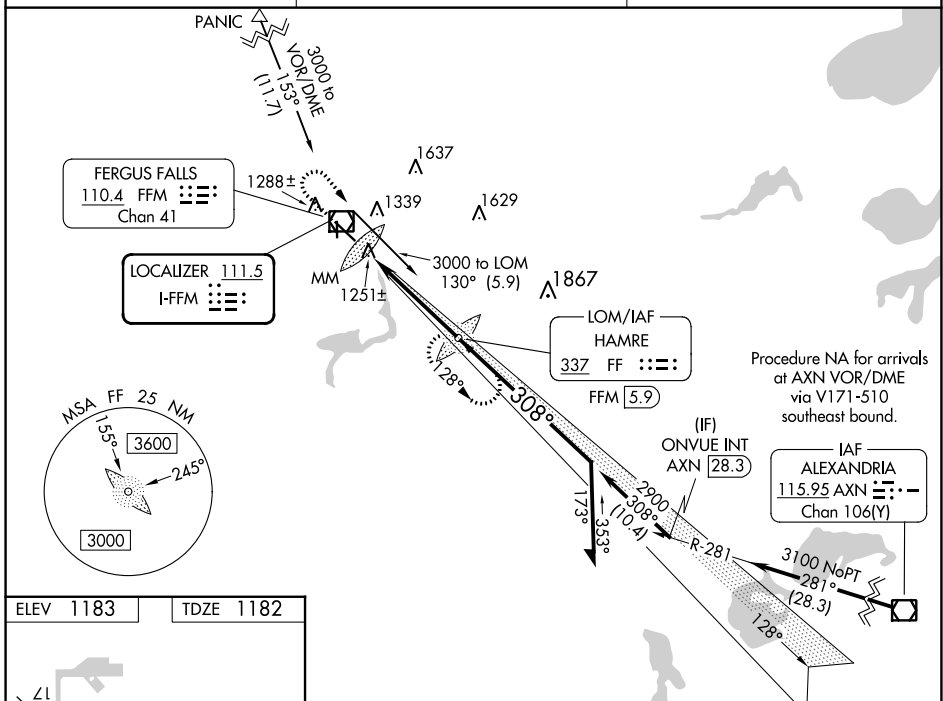 PANIC
3000 to
VOR/DME
153°
(11.7)
FERGUS FALLS
110.4 FFM
Chan 41
1288±
1637
1339
1629
LOCALIZER 111.5
I-FFM
MM
1251±
3000 to LOM
130° (5.9)
1867
LOM/IAF
HAMRE
337 FF
FFM 5.9
128°
308°
Procedure NA for arrivals
at AXN VOR/DME
via V171-510
southeast bound.
(IF)
ONVUE INT
AXN 28.3
IAF
ALEXANDRIA
115.95 AXN
Chan 106(Y)
MSA FF 25 NM
155°
3600
245°
3000
173°
353°
2900
308°
(10.4)
R-281
3100 NoPT
281°
(28.3)
128°
ELEV 1183
TDZE 1182
17